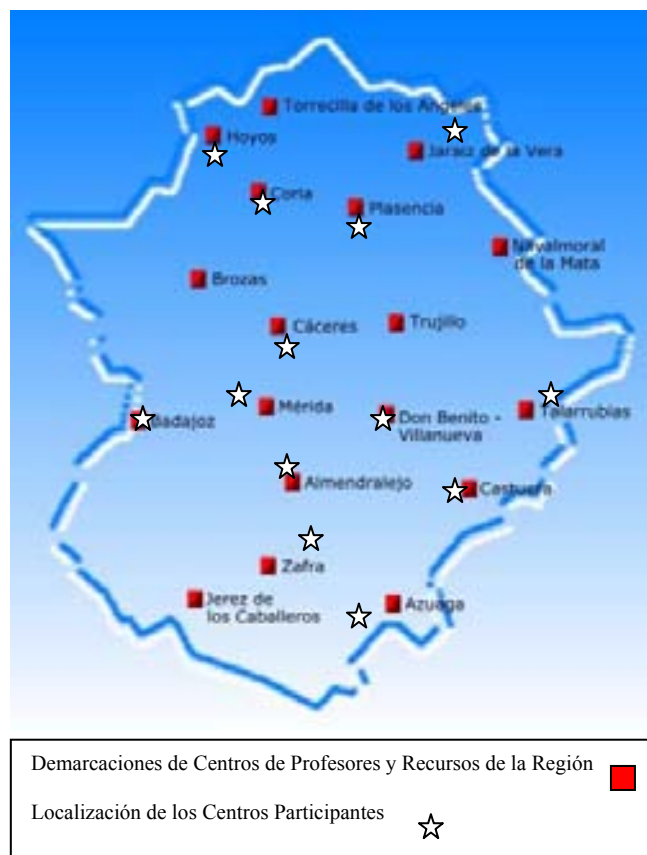 Torrecilla de los Angeles
Hoyos
Jaraíz de la Vera
Coria
Plasencia
Navalmoral
de la Mata
Brozas
Cáceres
Trujillo
Badajoz
Mérida
Don Benito -
Villanueva
Talarrubias
Almendralejo
Castuera
Zafra
Jerez de
los Caballeros
Azuaga
Demarcaciones de Centros de Profesores y Recursos de la Región
Localización de los Centros Participantes